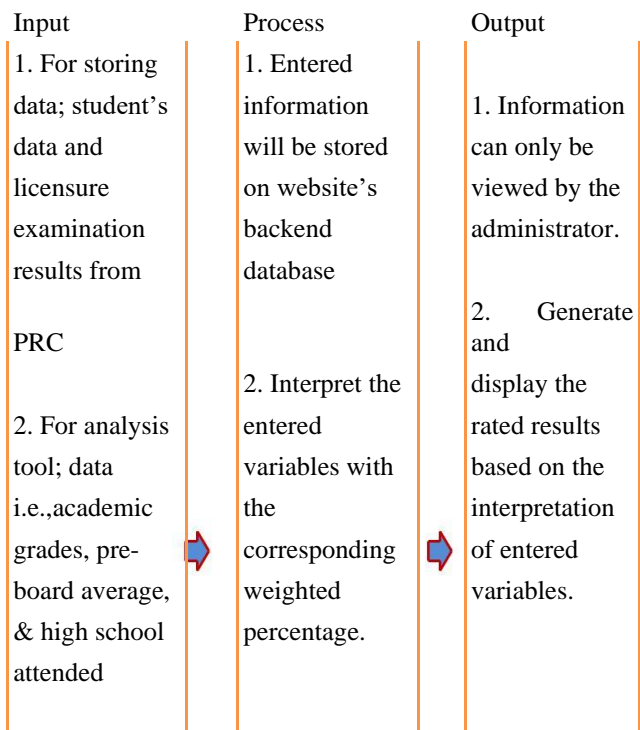 Input
1. For storing
data; student’s
data and
licensure
examination
results from
PRC
2. For analysis
tool; data
i.e.,academic
grades, pre-
board average,
& high school
attended
Process
1. Entered
information
will be stored
on website’s
backend
database
2. Interpret the
entered
variables with
the
corresponding
weighted
percentage.
Output
1. Information
can only be
viewed by the
administrator.
2. Generate
and
display the
rated results
based on the
interpretation
of entered
variables.